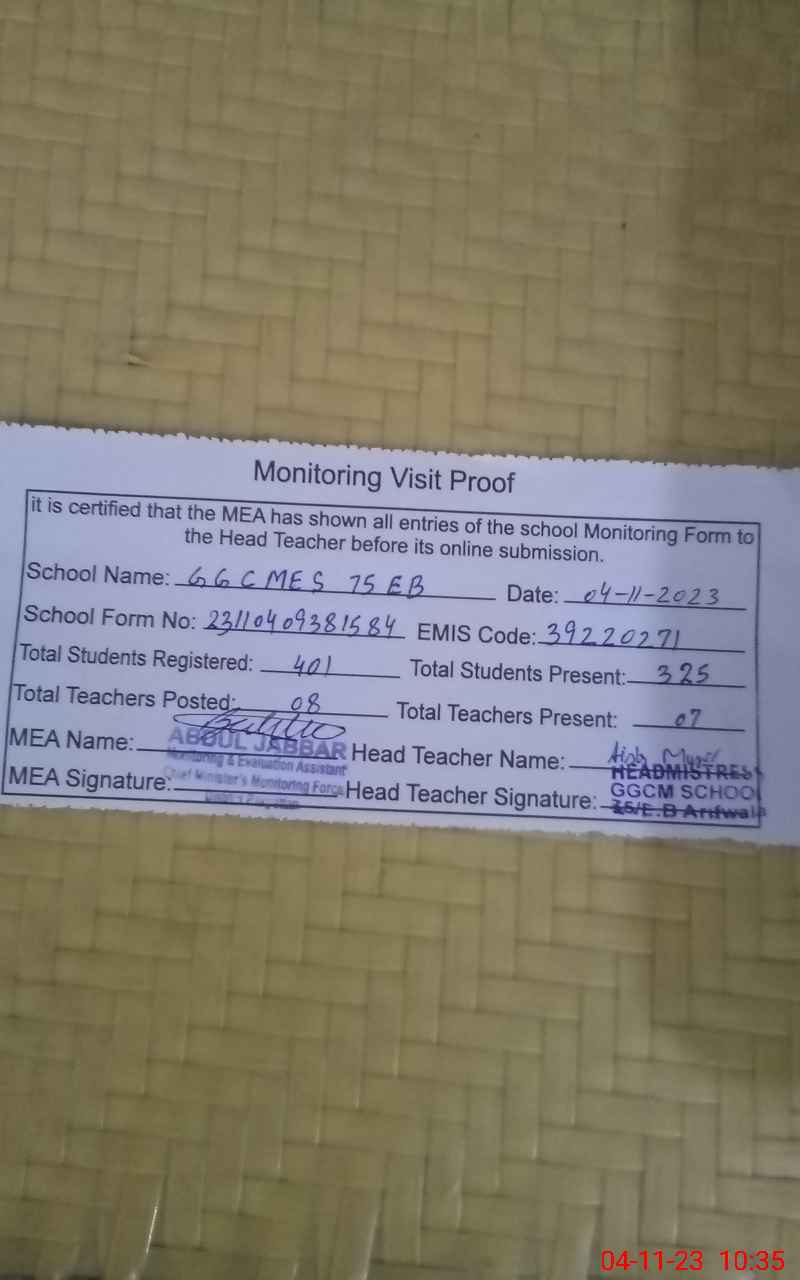 Monitoring Visit Proof
it is certified that the MEA has shown all entries of the school Monitoring Form to
the Head Teacher before its online submission.
School Name: GGCMES 75 EB Date: 04-11-2023
School Form No: 23110409381584 EMIS Code: 39220271
Total Students Registered: 401 Total Students Present: 325
Total Teachers Posted: 08 Total Teachers Present: 07
MEA Name: ABDUL JABBAR Head Teacher Name:
Monitoring & Evaluation Assistant HEADMISTRESS
MEA Signature: Chief Minister's Monitoring Force Head Teacher Signature: GGCM SCHOOL
75/E.B Arifwala
04-11-23 10:35